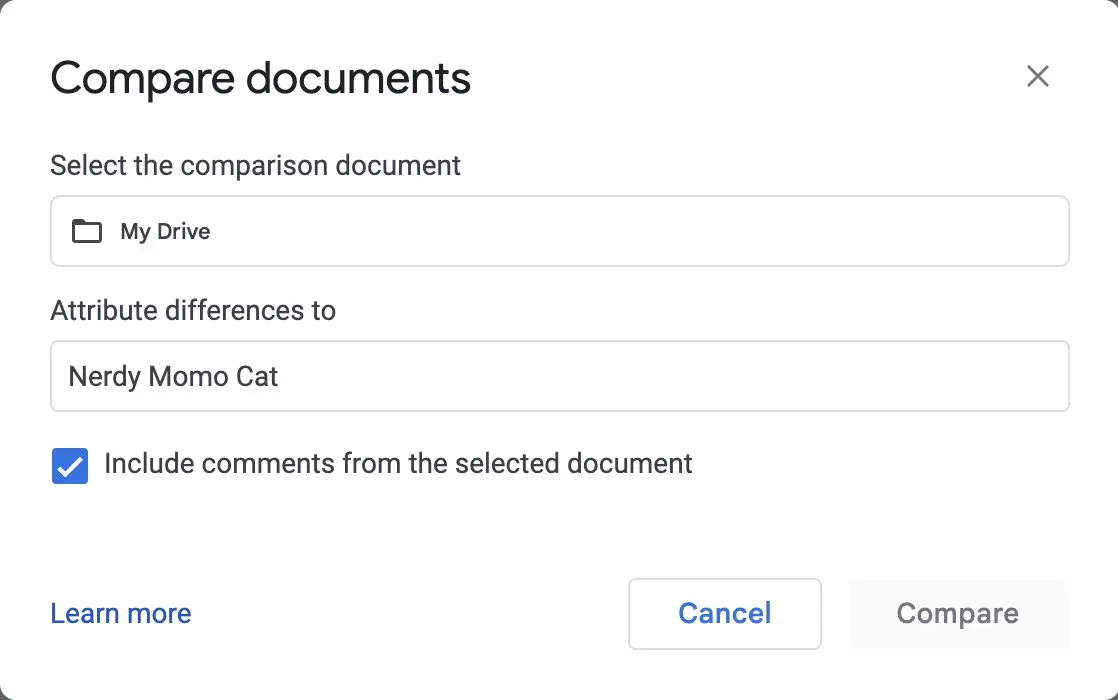 Compare documents
Select the comparison document
My Drive
Attribute differences to
Nerdy Momo Cat
Include comments from the selected document
Learn more
Cancel
Compare